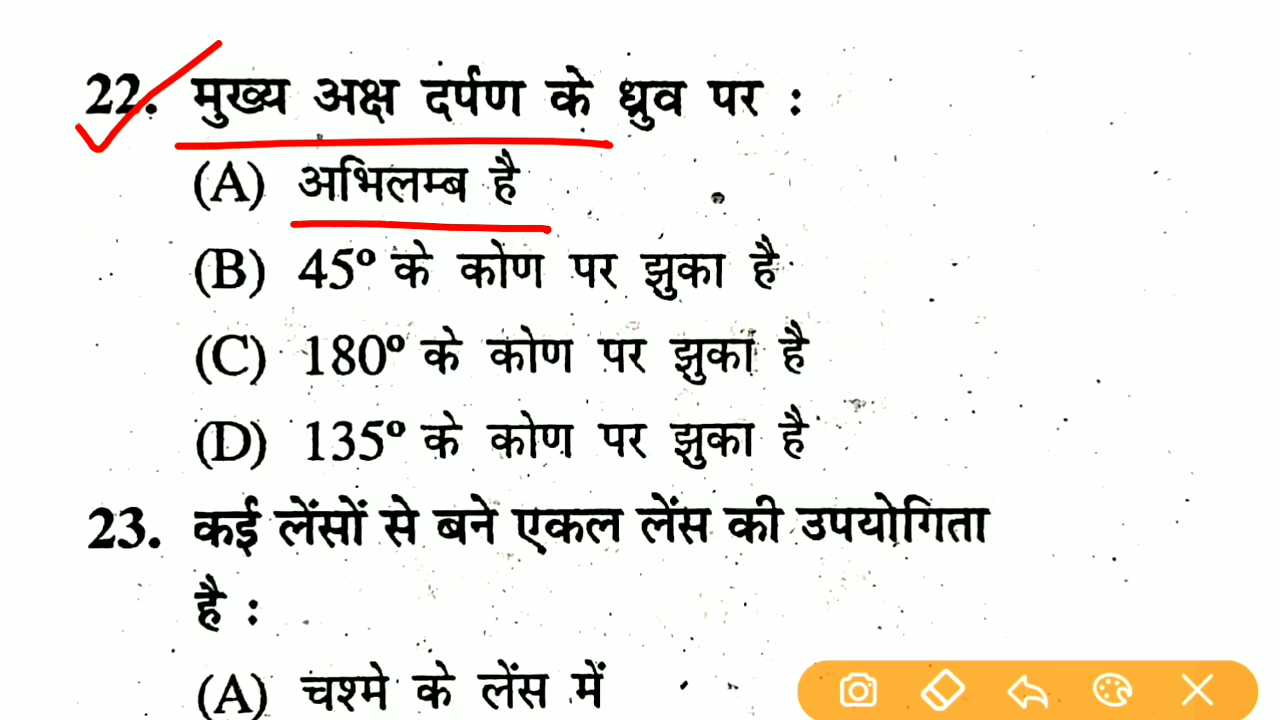 22. मुख्य अक्ष दर्पण के ध्रुव पर :
(A) अभिलम्ब है
(B) 45° के कोण पर झुका है
(C) 180° के कोण पर झुका है
(D) 135° के कोण पर झुका है
23. कई लेंसों से बने एकल लेंस की उपयोगिता
है :
(A) चश्मे के लेंस में